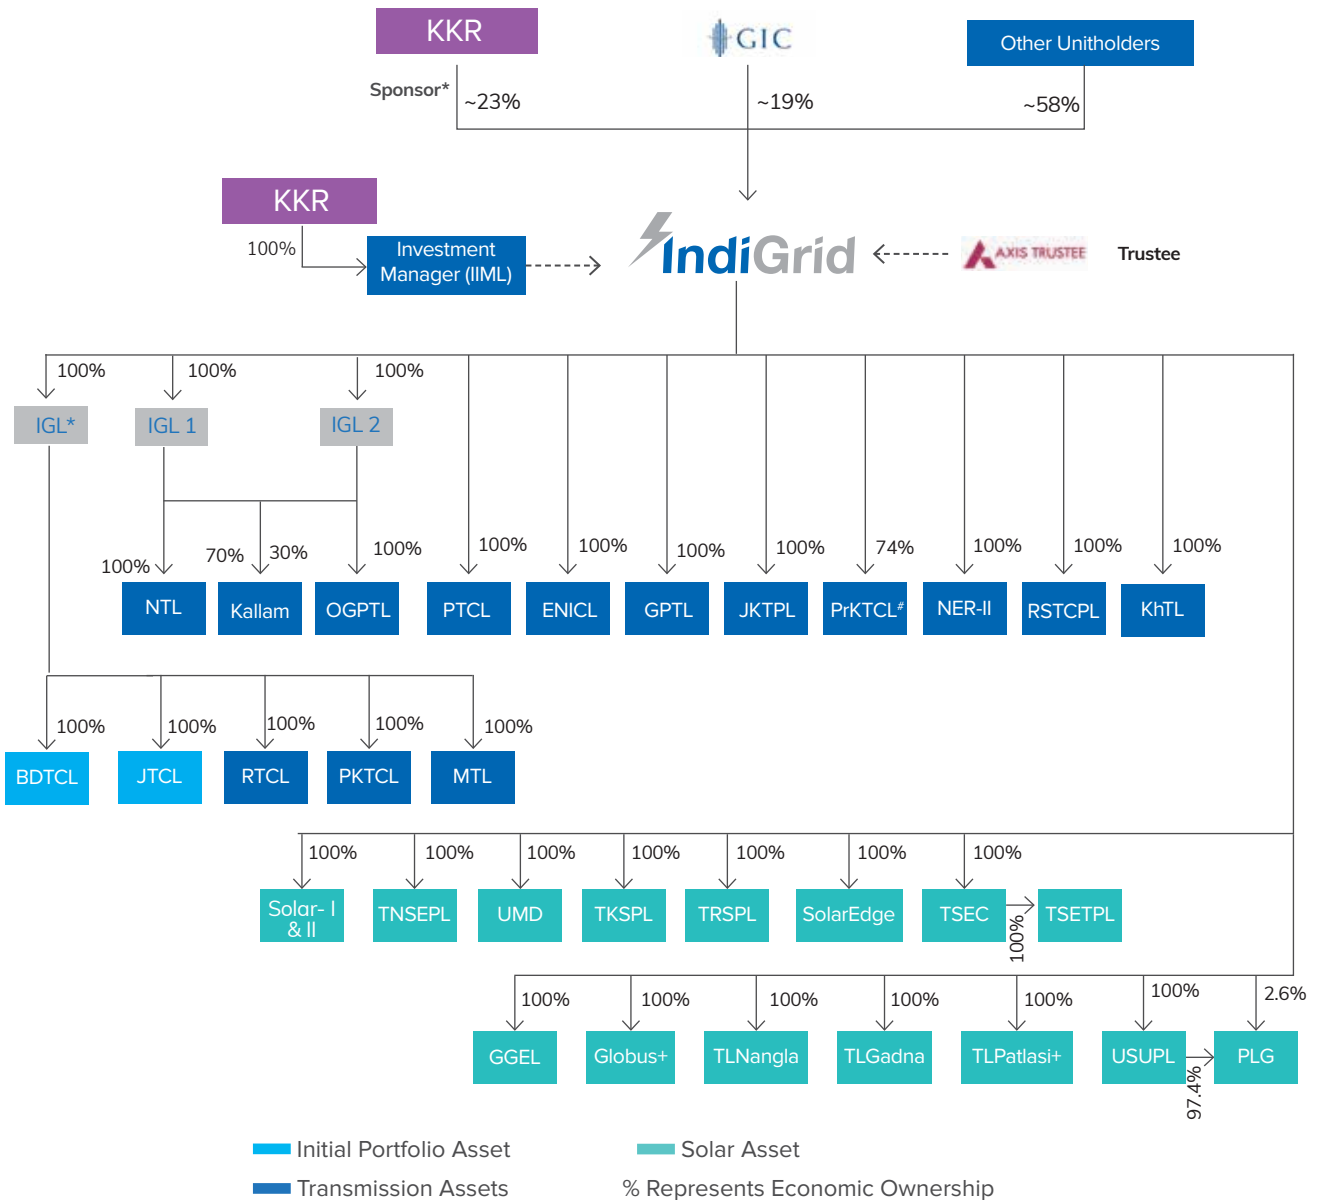 KKR
GIC
Other Unitholders
Sponsor*
~23%
~19%
~58%
KKR
100%
Investment
Manager (IIML)
IndiGrid
AXIS TRUSTEE
Trustee
100%
100%
100%
IGL*
IGL 1
IGL 2
100%
70%
30%
100%
100%
100%
100%
100%
74%
100%
100%
100%
NTL
Kallam
OGPTL
PTCL
ENICL
GPTL
JKTPL
PrKTCL#
NER-II
RSTCPL
KhTL
100%
100%
100%
100%
100%
BDTCL
JTCL
RTCL
PKTCL
MTL
100%
100%
100%
100%
100%
100%
100%
Solar- I
& II
TNSEPL
UMD
TKSPL
TRSPL
SolarEdge
TSEC
100%
TSETPL
100%
100%
100%
100%
100%
100%
2.6%
GGEL
Globus+
TLNangla
TLGadna
TLPatlasi+
USUPL
97.4%
PLG
Initial Portfolio Asset
Solar Asset
Transmission Assets
% Represents Economic Ownership